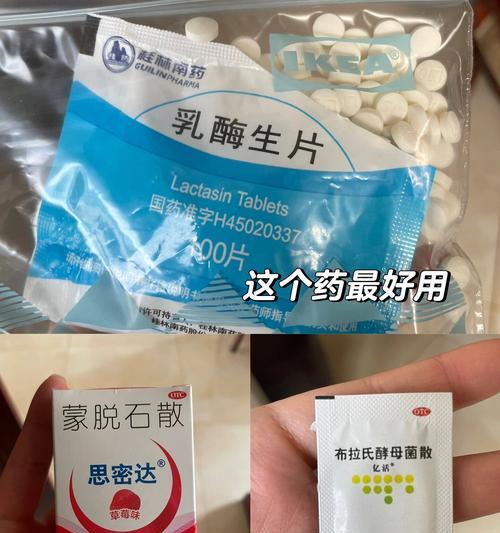 桂林南药
GUILINPHARMA
IKEA
®
乳酶生片
Lactasin Tablets
国药准字H45020337
100片
这个药最好用
OTC
蒙脱石散
思密达®
草莓味
OTC
布拉氏酵母菌散
亿活®